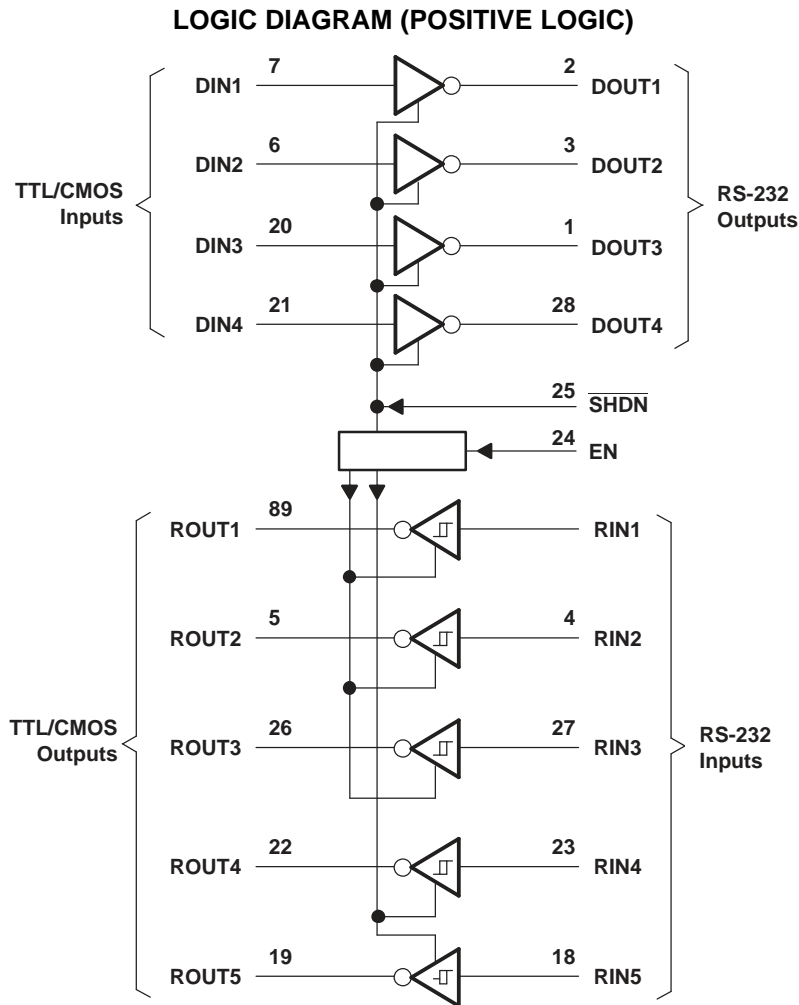 LOGIC DIAGRAM (POSITIVE LOGIC)
DIN1 7 2 DOUT1
DIN2 6 3 DOUT2
TTL/CMOS
Inputs
RS-232
Outputs
DIN3 20 1 DOUT3
DIN4 21 28 DOUT4
25 SHDN
24 EN
ROUT1 89 RIN1
ROUT2 5 4 RIN2
TTL/CMOS
Outputs
ROUT3 26 27 RIN3
RS-232
Inputs
ROUT4 22 23 RIN4
ROUT5 19 18 RIN5